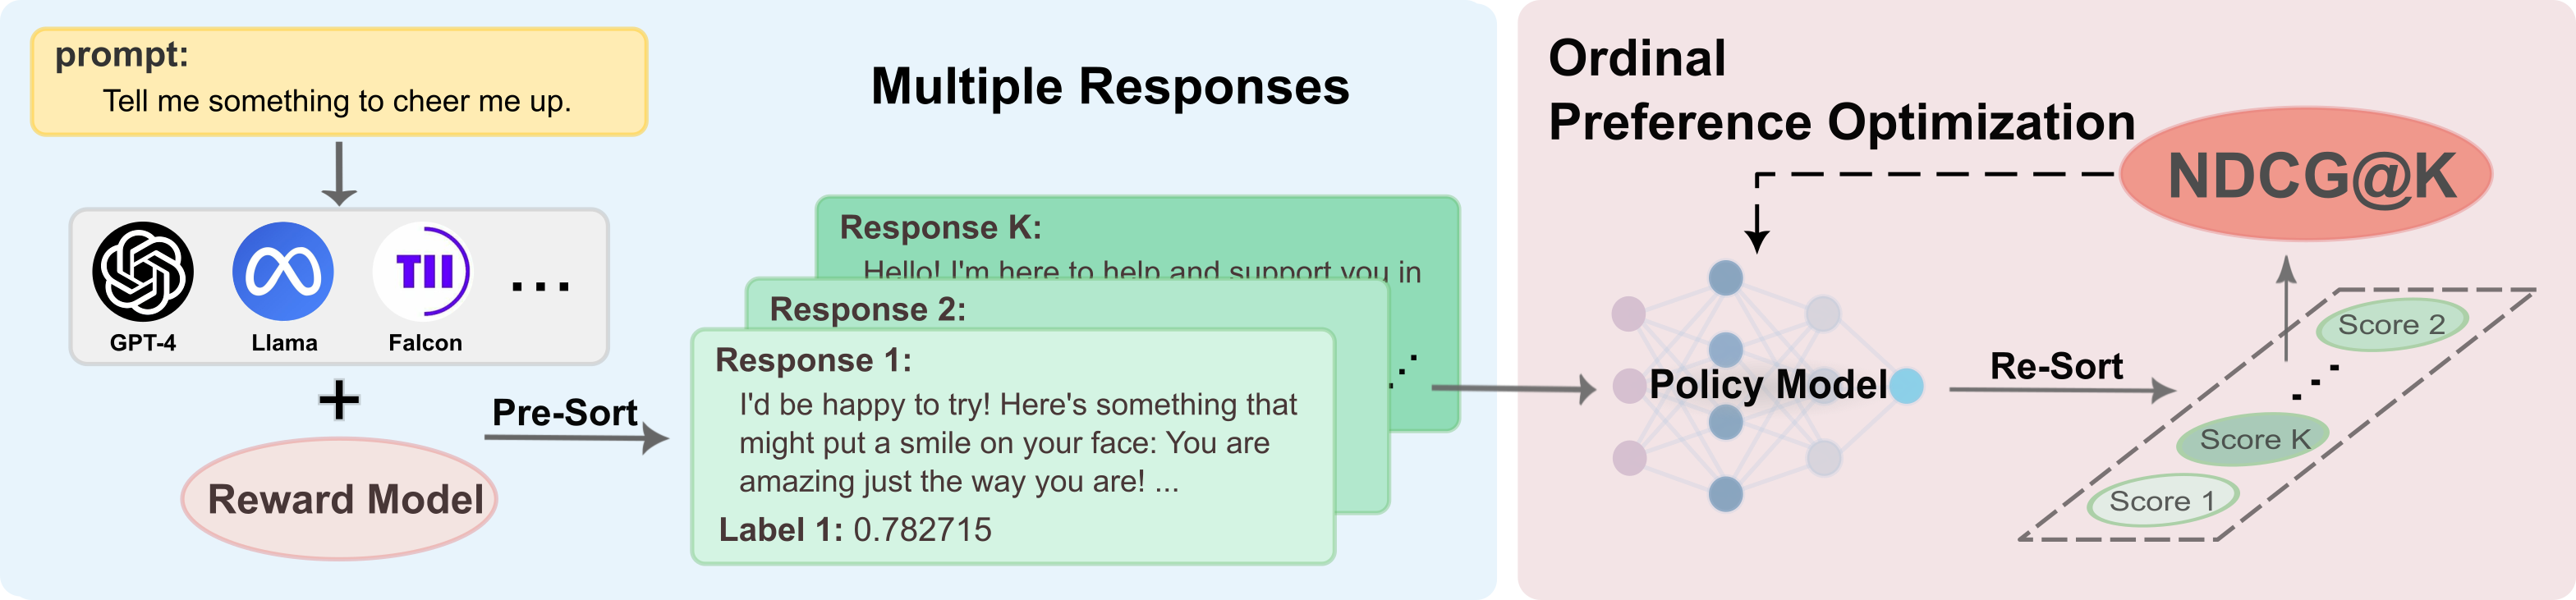 prompt:
Tell me something to cheer me up.
GPT-4
Llama
TII
Falcon
...
+
Reward Model
Pre-Sort
Multiple Responses
Response K:
Hello! I'm here to help and support you in
Response 2:
Response 1:
I'd be happy to try! Here's something that
might put a smile on your face: You are
amazing just the way you are! ...
Label 1: 0.782715
Ordinal
Preference Optimization
NDCG@K
Policy Model
Re-Sort
Score 2
Score K
Score 1